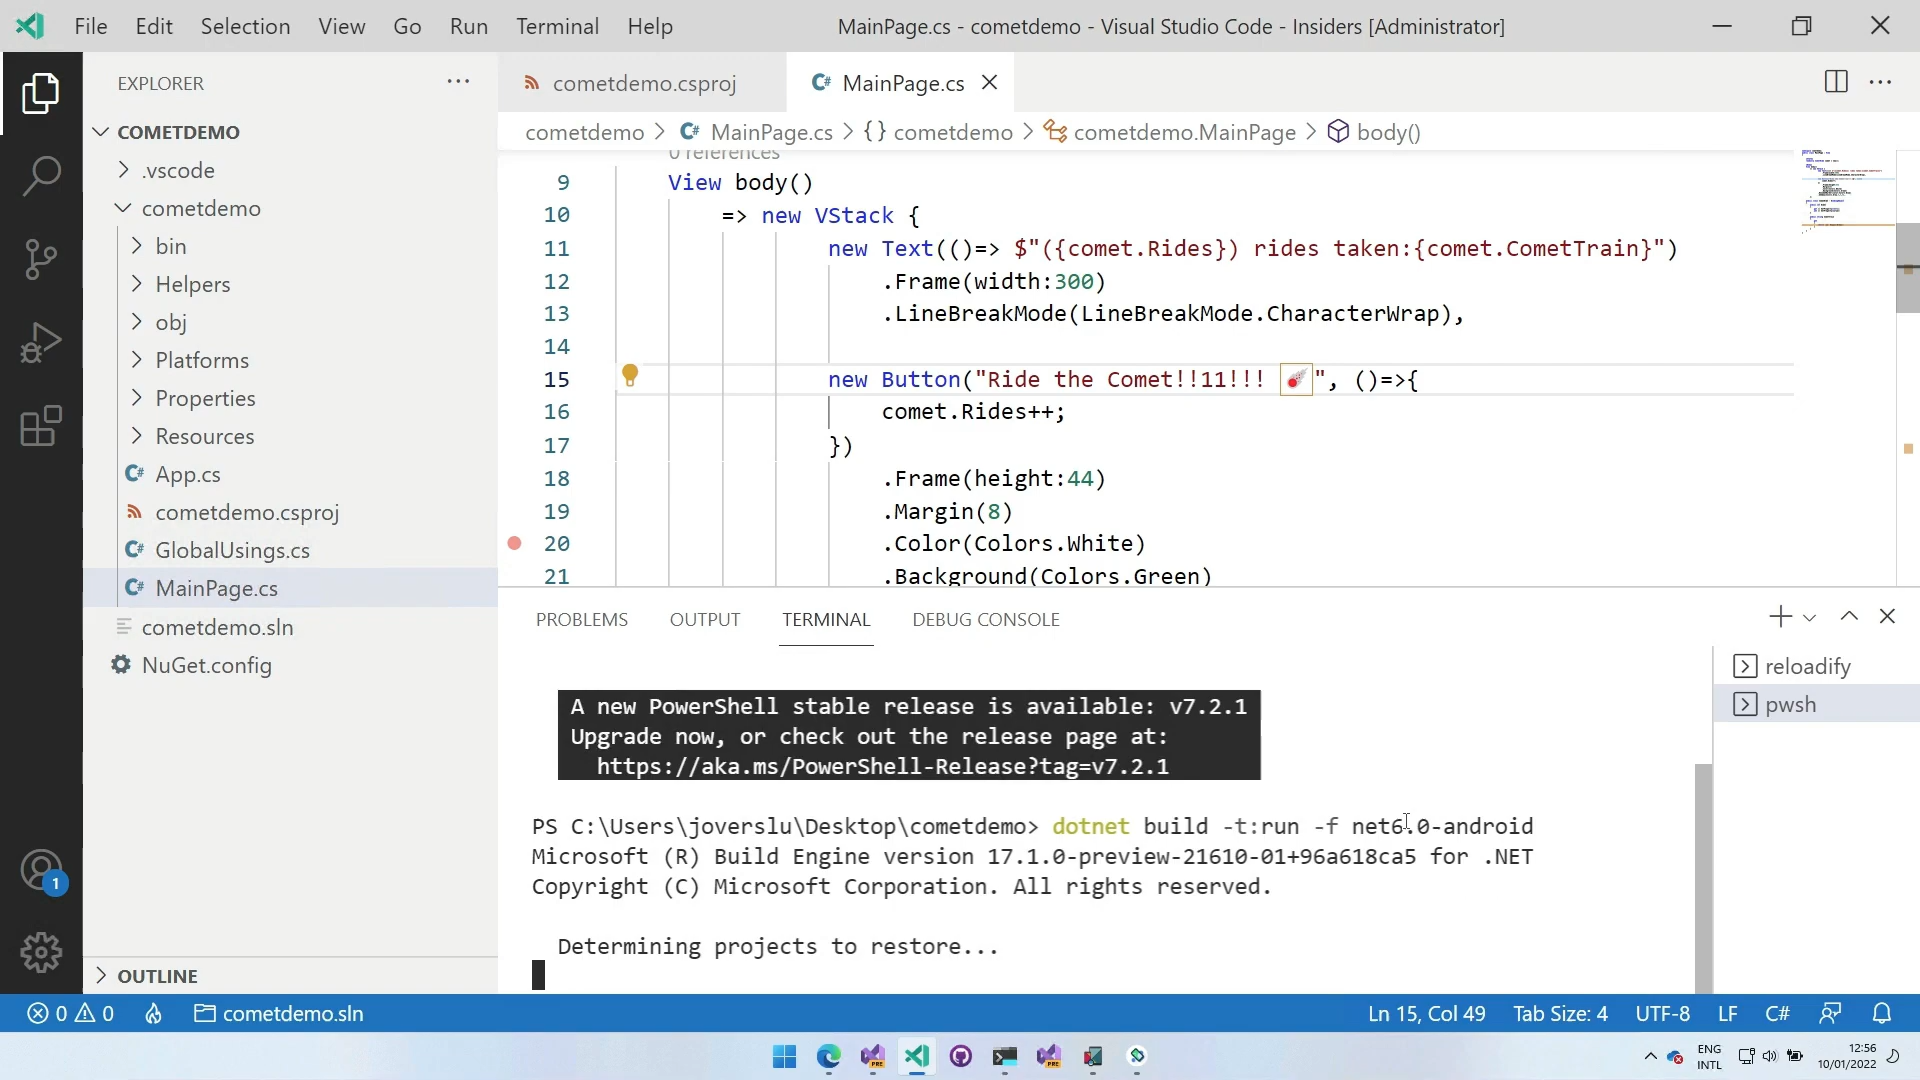 File Edit Selection View Go Run Terminal Help
MainPage.cs - cometdemo - Visual Studio Code - Insiders [Administrator]
EXPLORER
COMETDEMO
.vscode
cometdemo
bin
Helpers
obj
Platforms
Properties
Resources
App.cs
cometdemo.csproj
GlobalUsings.cs
MainPage.cs
cometdemo.sln
NuGet.config
OUTLINE
cometdemo.csproj
MainPage.cs
cometdemo > MainPage.cs > {} cometdemo > cometdemo.MainPage > body()
0 references
9 View body()
10 => new VStack {
11 new Text(()=> $"({comet.Rides}) rides taken:{comet.CometTrain}")
12 .Frame(width:300)
13 .LineBreakMode(LineBreakMode.CharacterWrap),
14
15 new Button("Ride the Comet!!11!!! ☄️", ()=>{
16 comet.Rides++;
17 })
18 .Frame(height:44)
19 .Margin(8)
20 .Color(Colors.White)
21 .Background(Colors.Green)
PROBLEMS OUTPUT TERMINAL DEBUG CONSOLE
reloadify
pwsh
A new PowerShell stable release is available: v7.2.1
Upgrade now, or check out the release page at:
https://aka.ms/PowerShell-Release?tag=v7.2.1
PS C:\Users\joverslu\Desktop\cometdemo> dotnet build -t:run -f net6.0-android
Microsoft (R) Build Engine version 17.1.0-preview-21610-01+96a618ca5 for .NET
Copyright (C) Microsoft Corporation. All rights reserved.
Determining projects to restore...
1
0 0 cometdemo.sln
Ln 15, Col 49 Tab Size: 4 UTF-8 LF C#
PRE
PRE
ENG
INTL
12:56
10/01/2022